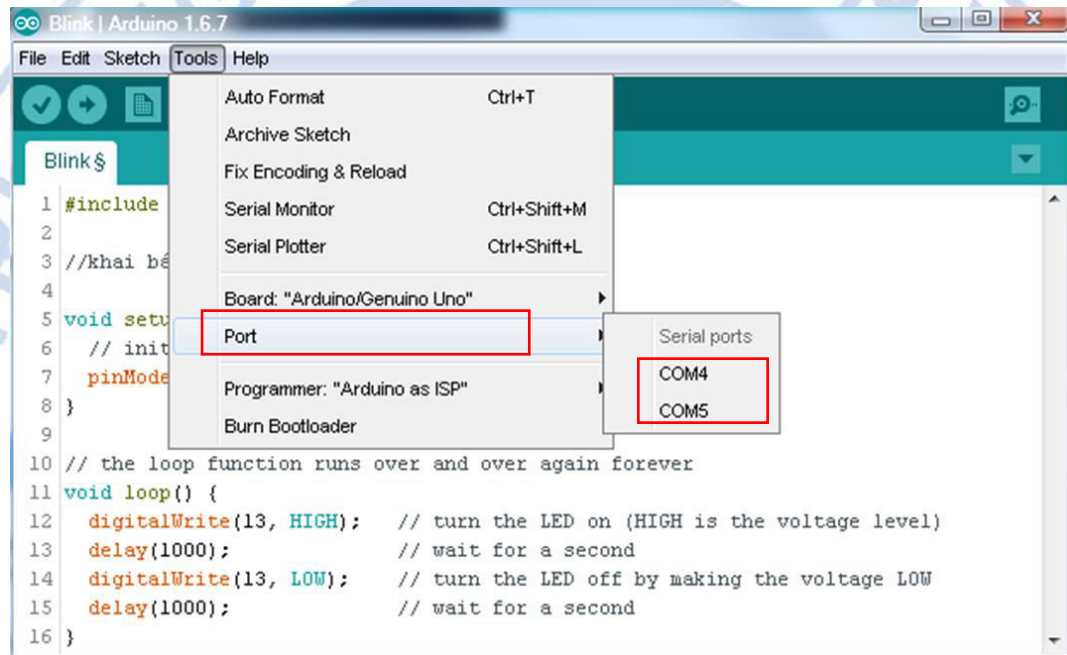 Blink | Arduino 1.6.7
File Edit Sketch Tools Help
Auto Format Ctrl+T
Archive Sketch
Fix Encoding & Reload
Serial Monitor Ctrl+Shift+M
Serial Plotter Ctrl+Shift+L
Board: "Arduino/Genuino Uno"
Port
Programmer: "Arduino as ISP"
Burn Bootloader
Serial ports
COM4
COM5
Blink §
1 #include
2
3 //khai bá
4
5 void setu
6 // init
7 pinMode
8 }
9
10 // the loop function runs over and over again forever
11 void loop() {
12 digitalWrite(13, HIGH); // turn the LED on (HIGH is the voltage level)
13 delay(1000); // wait for a second
14 digitalWrite(13, LOW); // turn the LED off by making the voltage LOW
15 delay(1000); // wait for a second
16 }